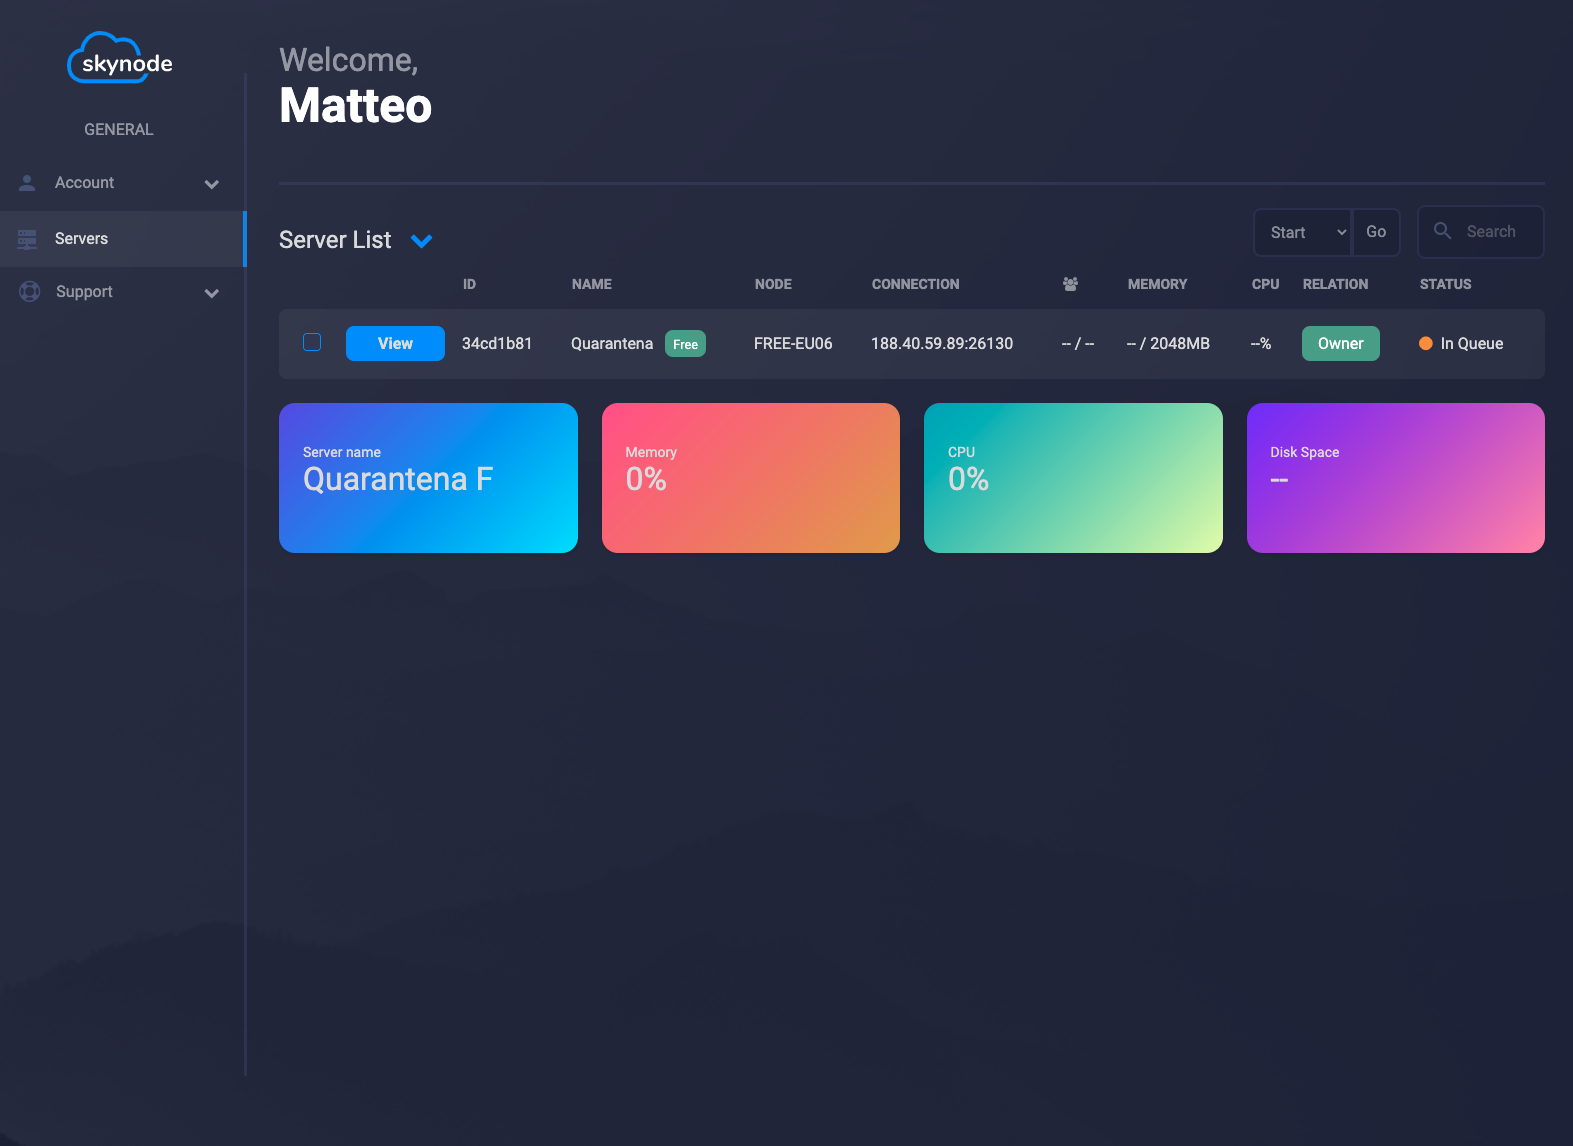 skynode
GENERAL
Account
Servers
Support
Welcome,
Matteo
Server List
Start
Go
Search
ID NAME NODE CONNECTION MEMORY CPU RELATION STATUS
View 34cd1b81 Quarantena Free FREE-EU06 188.40.59.89:26130 -- / -- -- / 2048MB --% Owner In Queue
Server name
Quarantena F
Memory
0%
CPU
0%
Disk Space
--